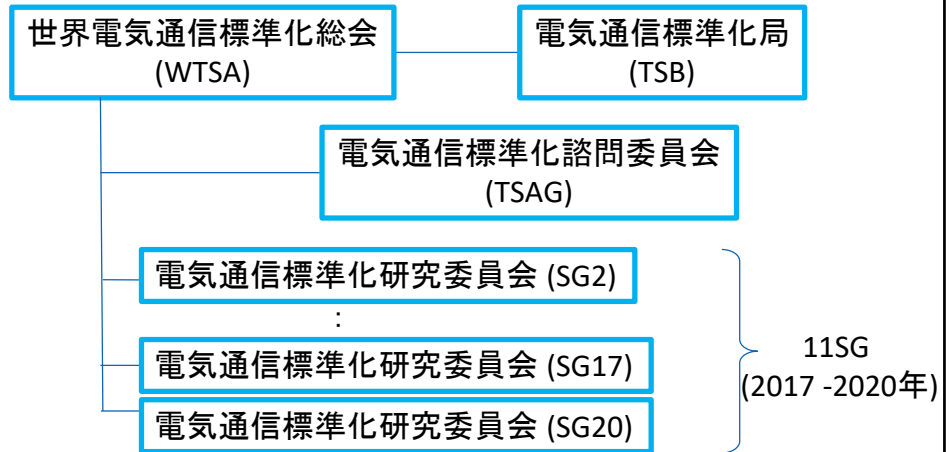 世界電気通信標準化総会
(WTSA)
電気通信標準化局
(TSB)
電気通信標準化諮問委員会
(TSAG)
電気通信標準化研究委員会 (SG2)
:
電気通信標準化研究委員会 (SG17)
電気通信標準化研究委員会 (SG20)
11SG
(2017 -2020年)